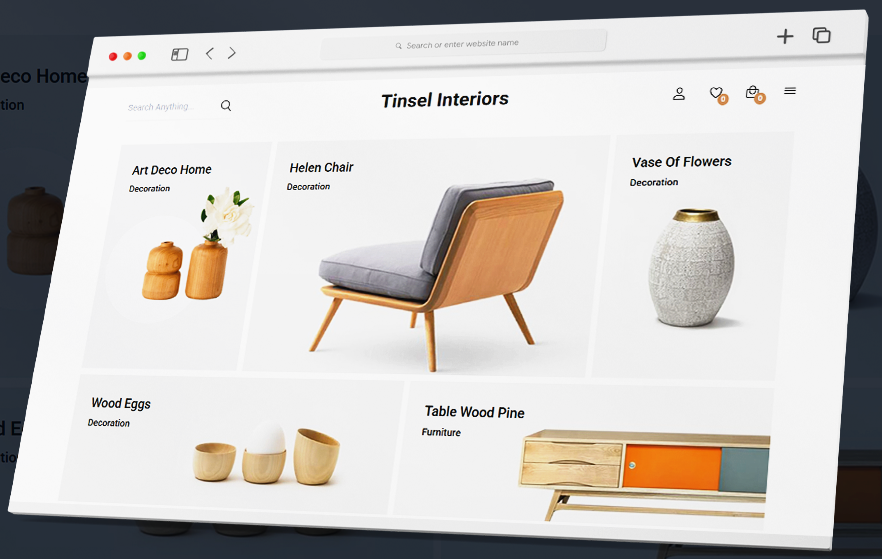 Search or enter website name
Search Anything...
Tinsel Interiors
0
0
Art Deco Home
Decoration
Helen Chair
Decoration
Vase Of Flowers
Decoration
Wood Eggs
Decoration
Table Wood Pine
Furniture
eco Home
tion